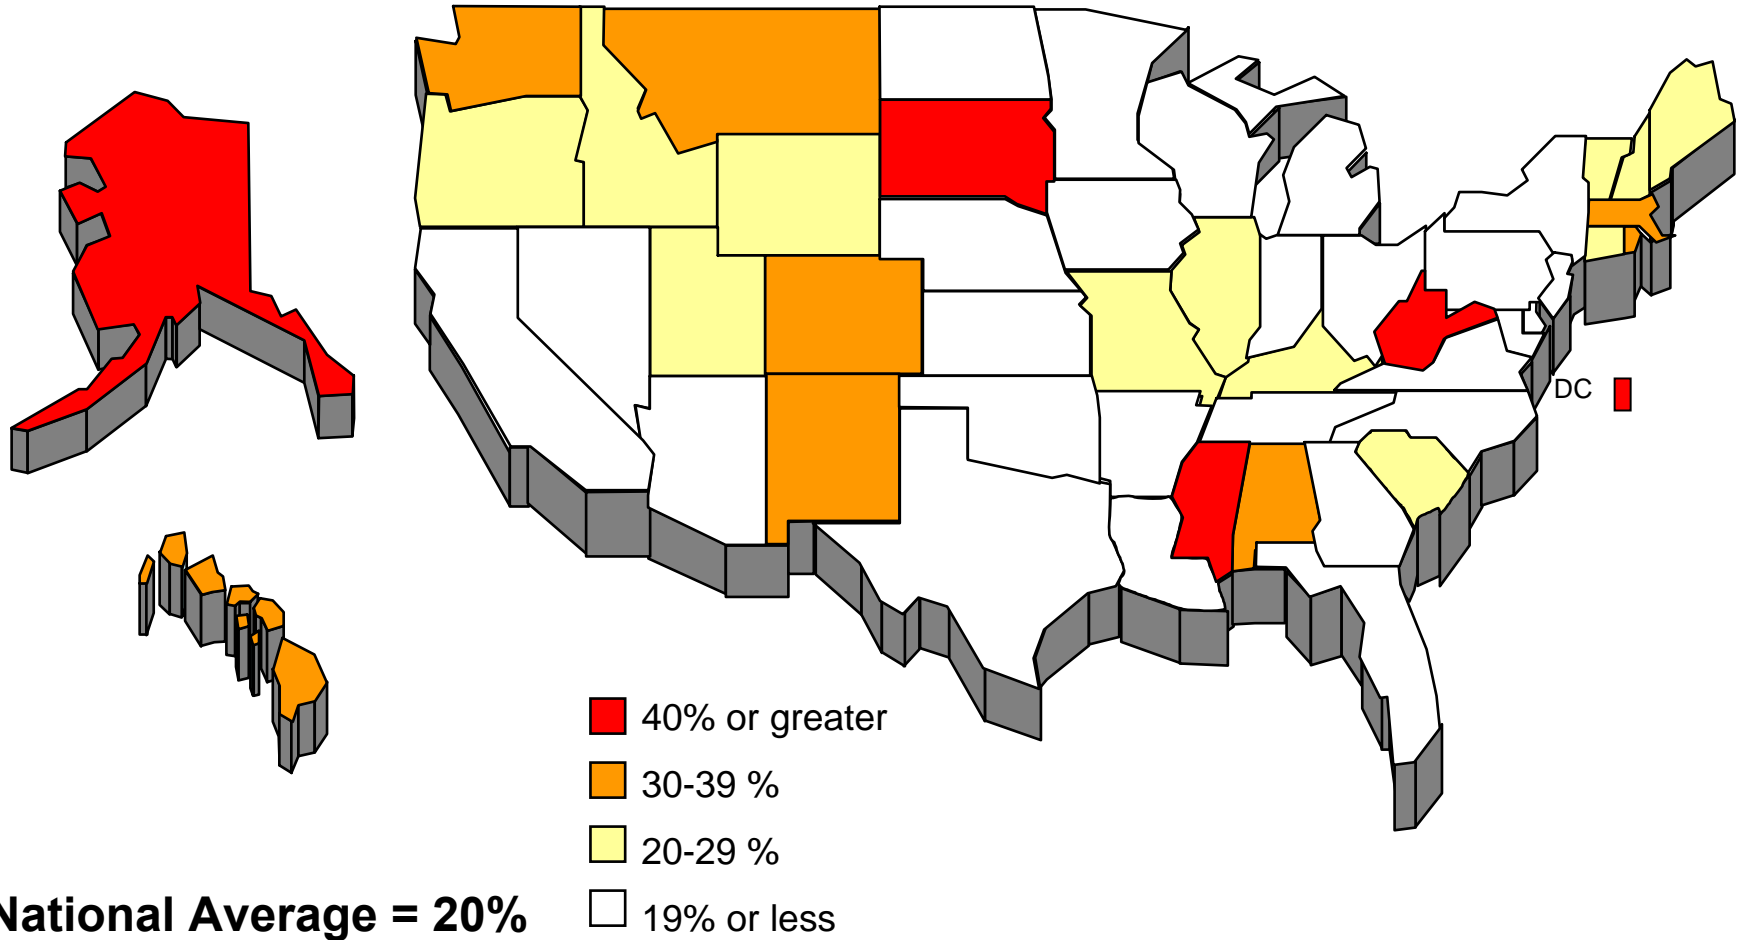 DC
40% or greater
30-39 %
20-29 %
19% or less
National Average = 20%